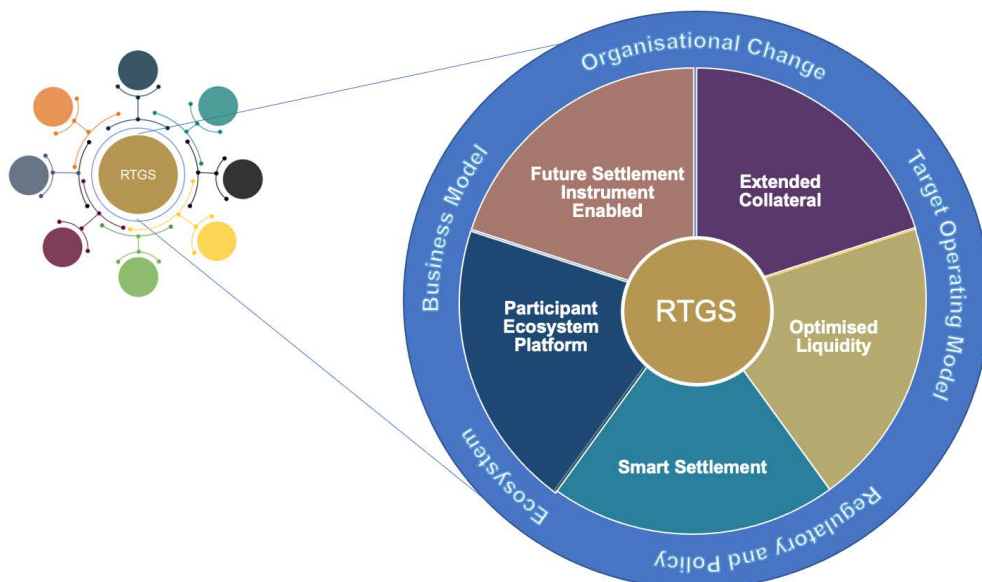 RTGS
Organisational Change
Target Operating Model
Regulatory and Policy
Ecosystem
Business Model
Future Settlement
Instrument
Enabled
Extended
Collateral
Participant
Ecosystem
Platform
RTGS
Optimised
Liquidity
Smart Settlement